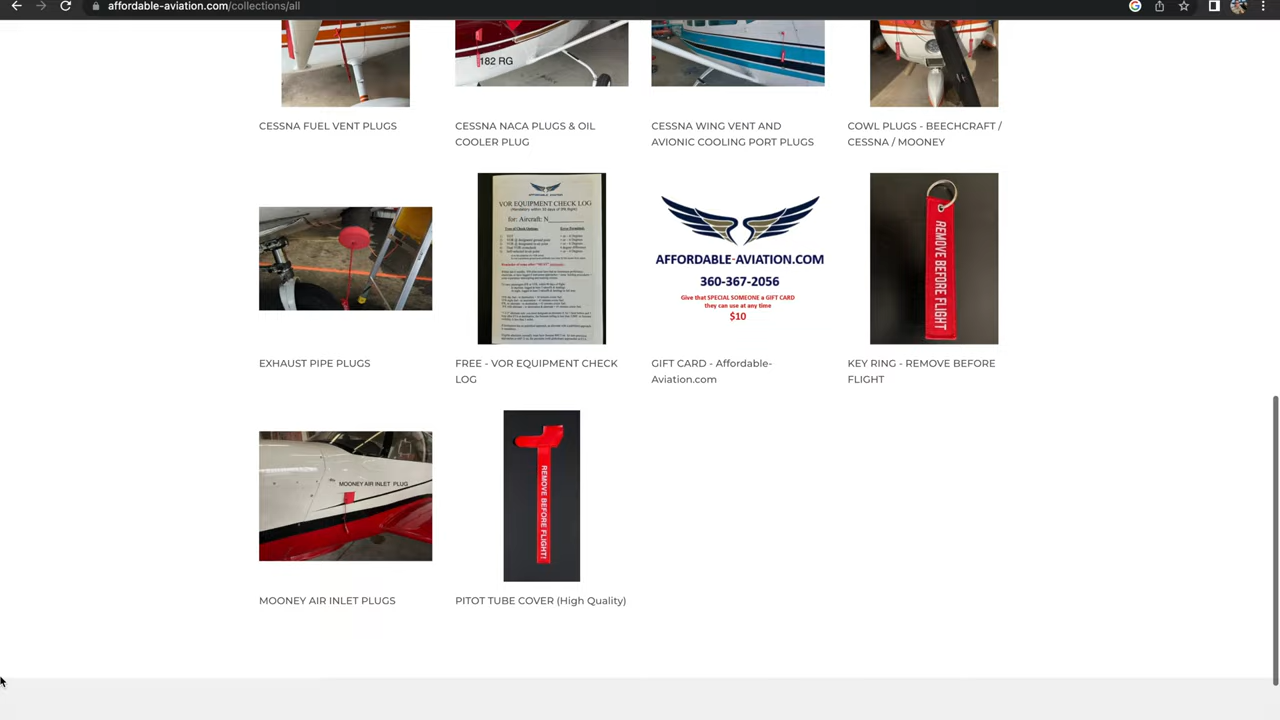 affordable-aviation.com/collections/all
182 RG
CESSNA FUEL VENT PLUGS
CESSNA NACA PLUGS & OIL
COOLER PLUG
CESSNA WING VENT AND
AVIONIC COOLING PORT PLUGS
COWL PLUGS - BEECHCRAFT /
CESSNA / MOONEY
AFFORDABLE AVIATION
VOR EQUIPMENT CHECK LOG
for: Aircraft: N
AFFORDABLE-AVIATION.COM
360-367-2056
Give that SPECIAL SOMEONE a GIFT CARD
they can use at any time
$10
REMOVE BEFORE FLIGHT
EXHAUST PIPE PLUGS
FREE - VOR EQUIPMENT CHECK
LOG
GIFT CARD - Affordable-
Aviation.com
KEY RING - REMOVE BEFORE
FLIGHT
MOONEY AIR INLET PLUG
REMOVE BEFORE FLIGHT!
MOONEY AIR INLET PLUGS
PITOT TUBE COVER (High Quality)